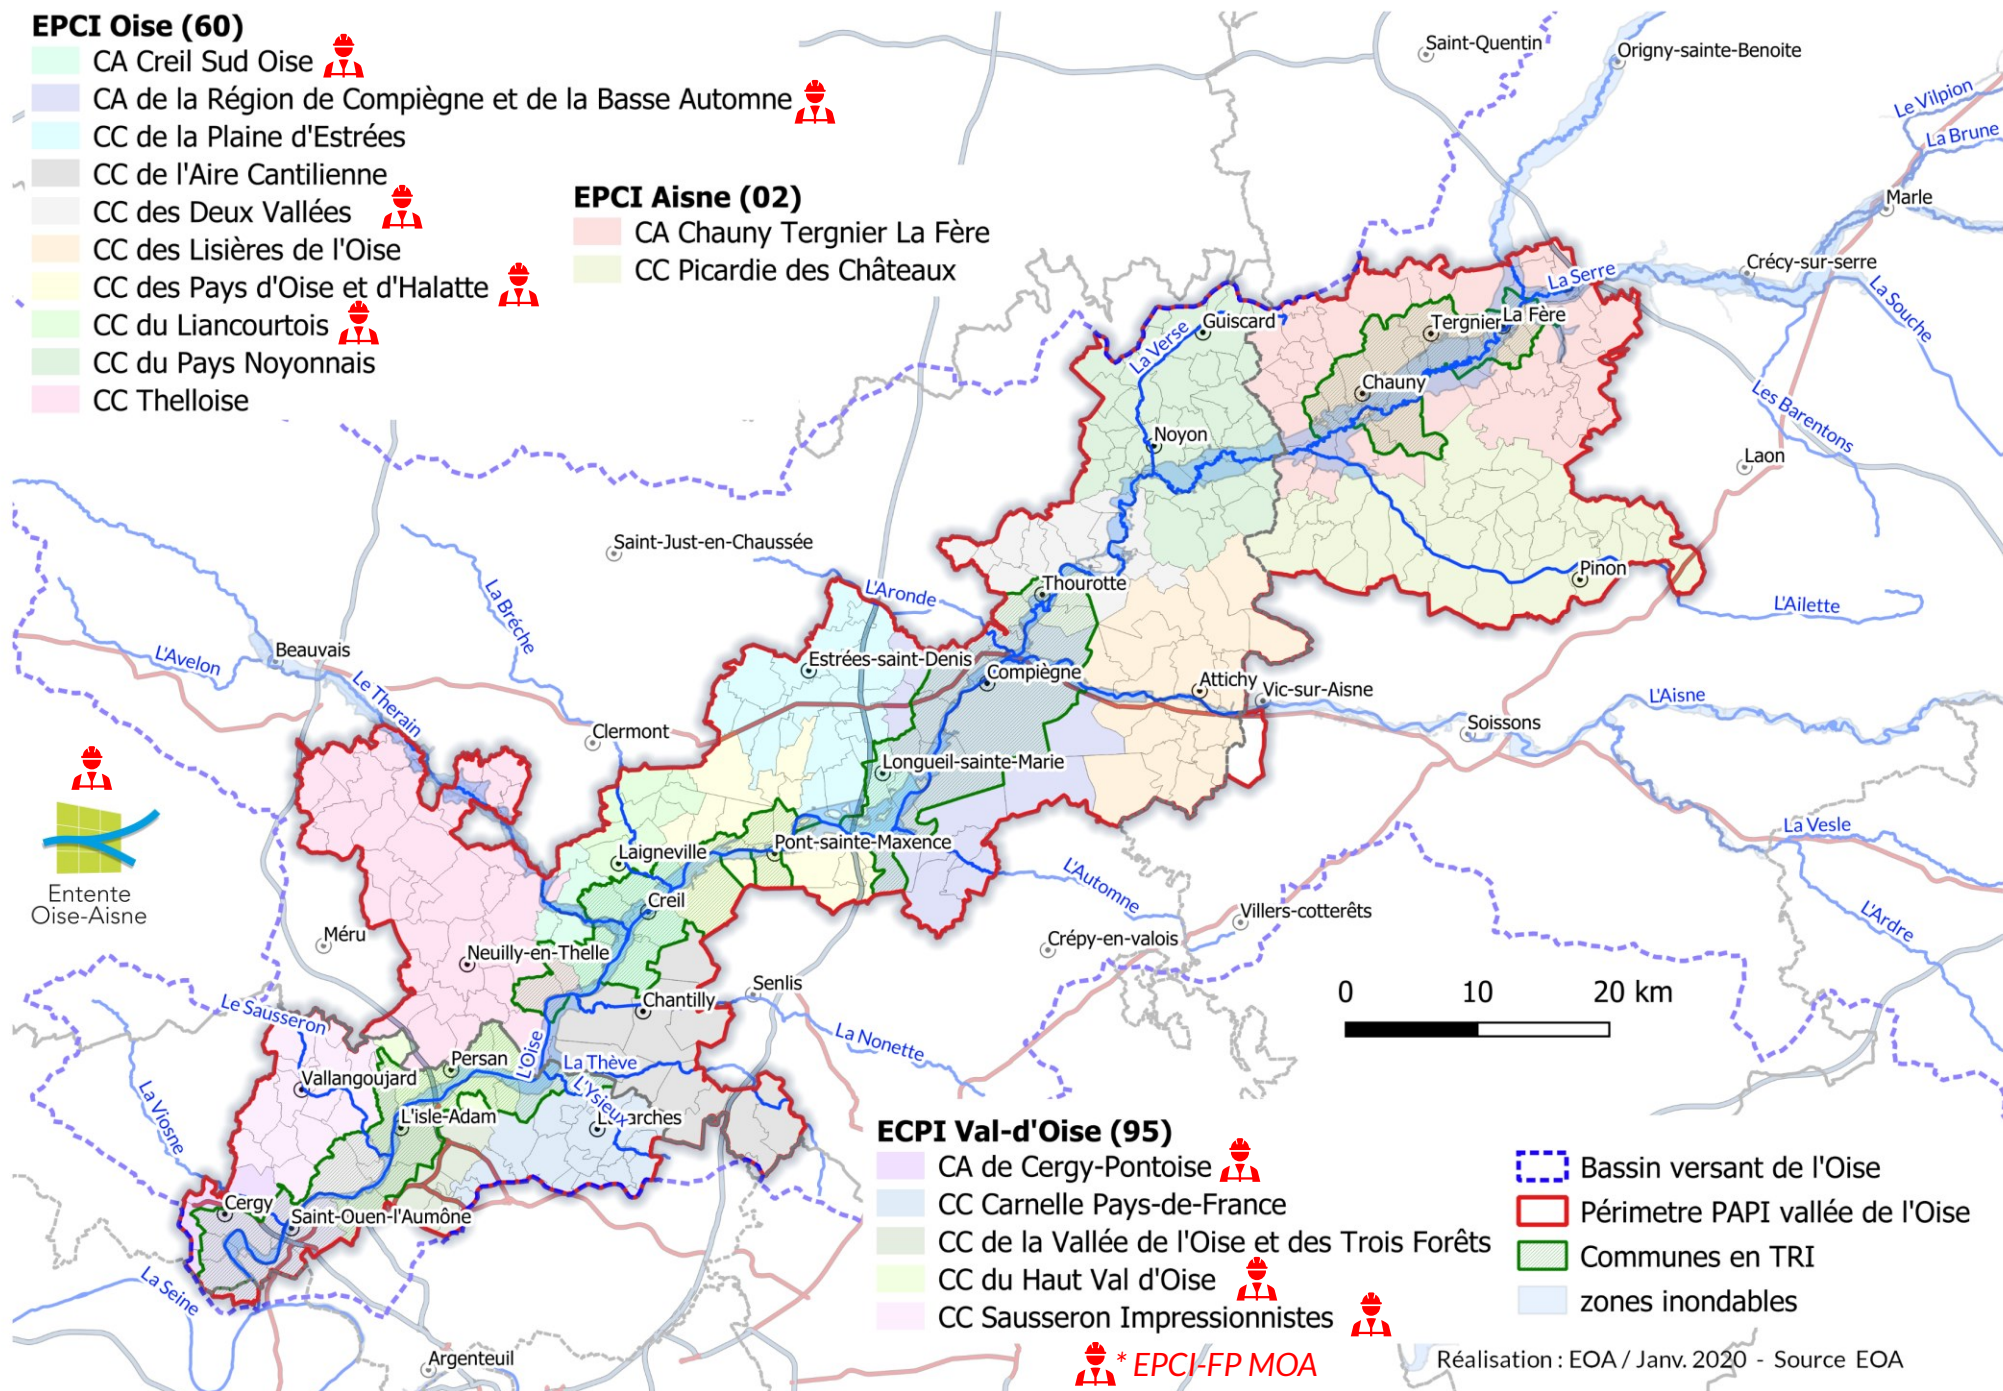 EPCI Oise (60)
CA Creil Sud Oise
CA de la Région de Compiègne et de la Basse Automne
CC de la Plaine d'Estrées
CC de l'Aire Cantilienne
CC des Deux Vallées
CC des Lisières de l'Oise
CC des Pays d'Oise et d'Halatte
CC du Liancourtois
CC du Pays Noyonnais
CC Thelloise
EPCI Aisne (02)
CA Chauny Tergnier La Fère
CC Picardie des Châteaux
Saint-Quentin
Origny-sainte-Benoite
Le Vilpion
La Brune
Marle
Crécy-sur-serre
La Serre
La Souche
Guiscard
La Verse
Tergnier
La Fère
Chauny
Les Barentons
Noyon
Laon
Saint-Just-en-Chaussée
Pinon
Thourotte
L'Aronde
La Bréche
L'Ailette
Beauvais
L'Avelon
Estrées-saint-Denis
Compiègne
Attichy
Vic-sur-Aisne
L'Aisne
Le Therain
Soissons
Clermont
Longueil-sainte-Marie
La Vesle
Laigneville
Pont-sainte-Maxence
L'Automne
Entente
Oise-Aisne
Creil
Villers-cotterêts
L'Ardre
Méru
Neuilly-en-Thelle
Crépy-en-valois
Senlis
Chantilly
Le Sausseron
La Nonette
0 10 20 km
L'Oise
Persan
La Thève
Vallangoujard
L'Ysieux
La Viosne
L'isle-Adam
Cergy
Saint-Ouen-l'Aumône
La Seine
Argenteuil
ECPI Val-d'Oise (95)
CA de Cergy-Pontoise
CC Carnelle Pays-de-France
CC de la Vallée de l'Oise et des Trois Forêts
CC du Haut Val d'Oise
CC Sausseron Impressionnistes
* EPCI-FP MOA
Bassin versant de l'Oise
Périmetre PAPI vallée de l'Oise
Communes en TRI
zones inondables
Réalisation : EOA / Janv. 2020 - Source EOA